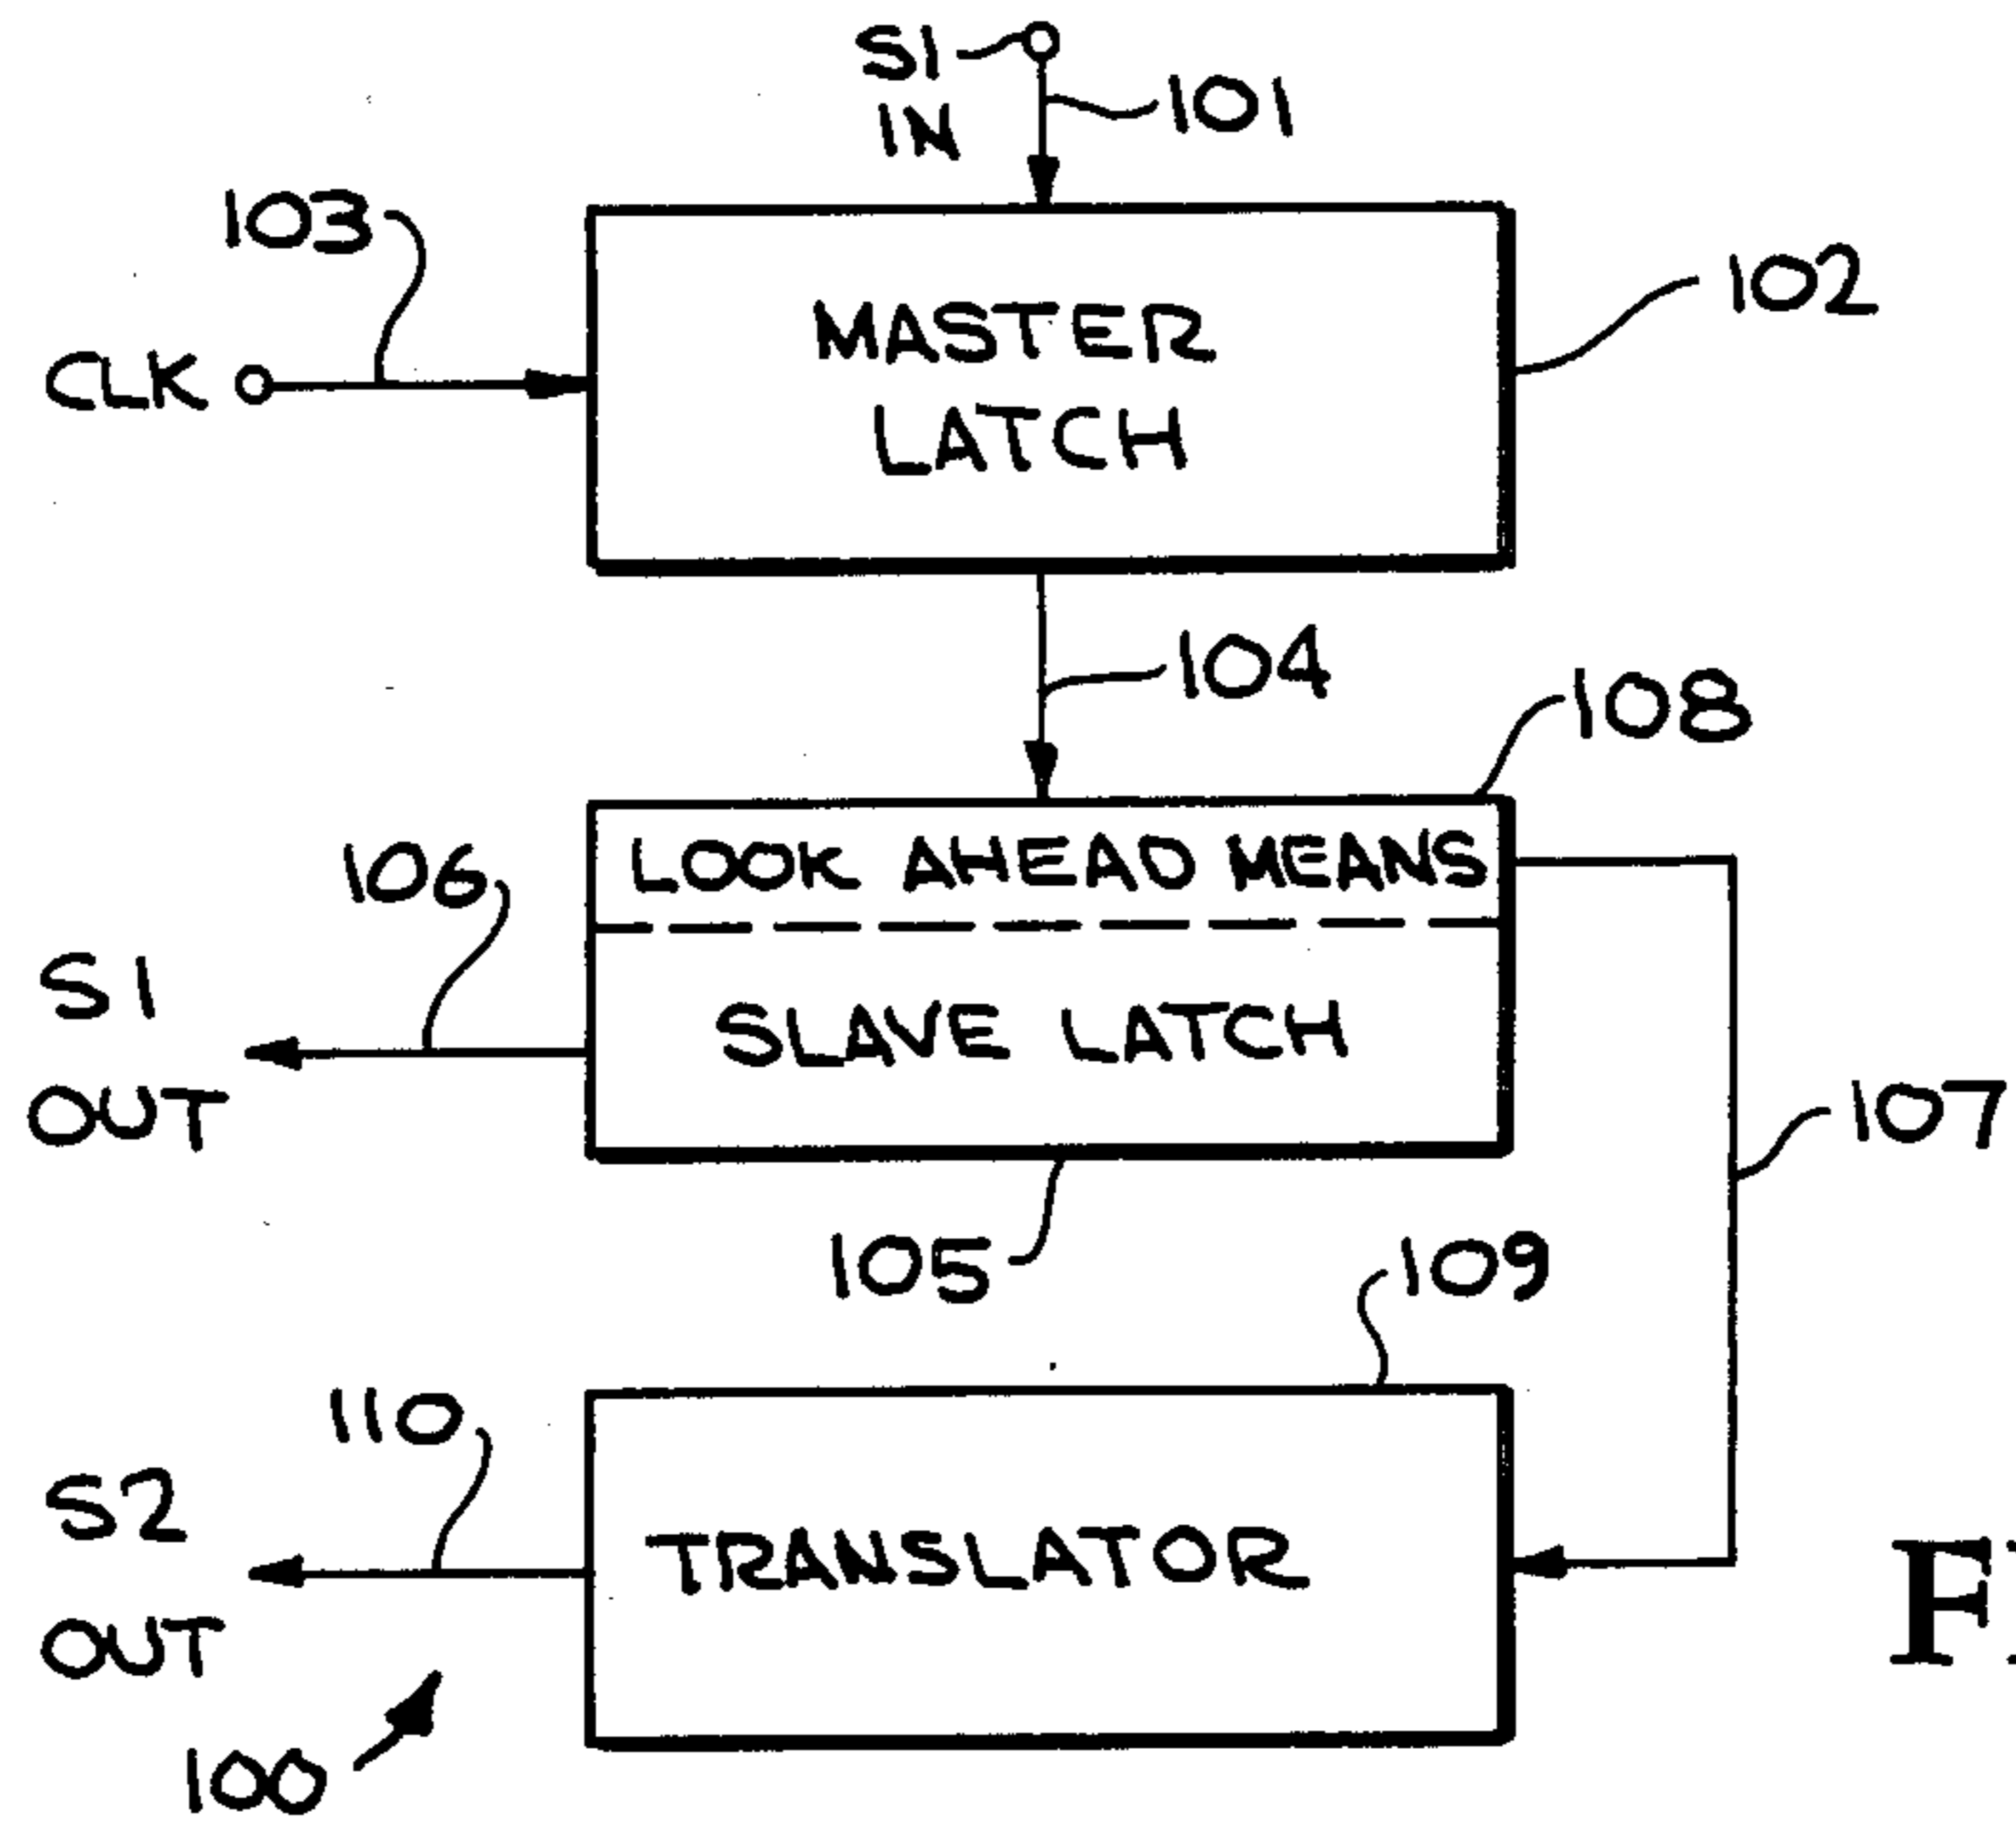 S1
IN
101
103
CLK
MASTER
LATCH
102
104
108
LOOK AHEAD MEANS
106
S1
OUT
SLAVE LATCH
107
105
109
110
S2
OUT
TRANSLATOR
100